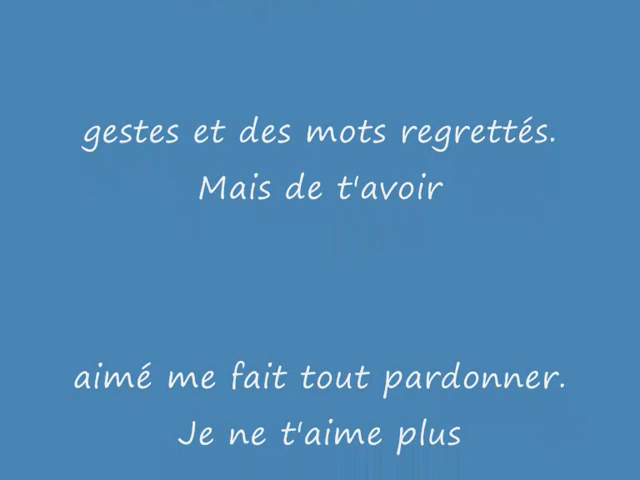 gestes et des mots regrettés.
Mais de t'avoir
aimé me fait tout pardonner.
Je ne t'aime plus